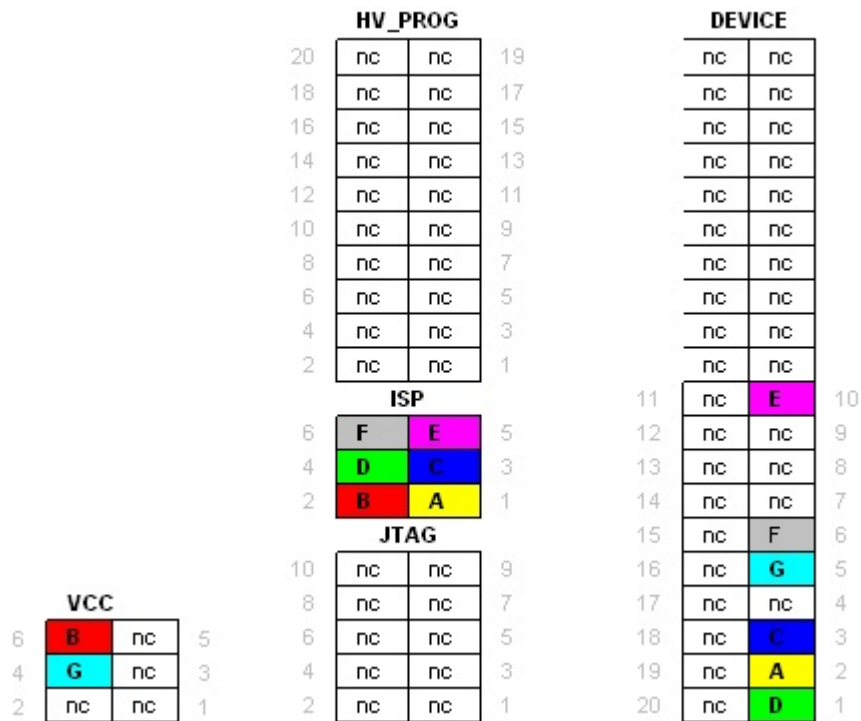 HV_PROG DEVICE
20 nc nc 19 nc nc
18 nc nc 17 nc nc
16 nc nc 15 nc nc
14 nc nc 13 nc nc
12 nc nc 11 nc nc
10 nc nc 9 nc nc
8 nc nc 7 nc nc
6 nc nc 5 nc nc
4 nc nc 3 nc nc
2 nc nc 1 nc nc
ISP 11 nc E 10
6 F E 5 12 nc nc 9
4 D C 3 13 nc nc 8
2 B A 1 14 nc nc 7
JTAG 15 nc F 6
10 nc nc 9 16 nc G 5
VCC 8 nc nc 7 17 nc nc 4
6 B nc 5 6 nc nc 5 18 nc C 3
4 G nc 3 4 nc nc 3 19 nc A 2
2 nc nc 1 2 nc nc 1 20 nc D 1